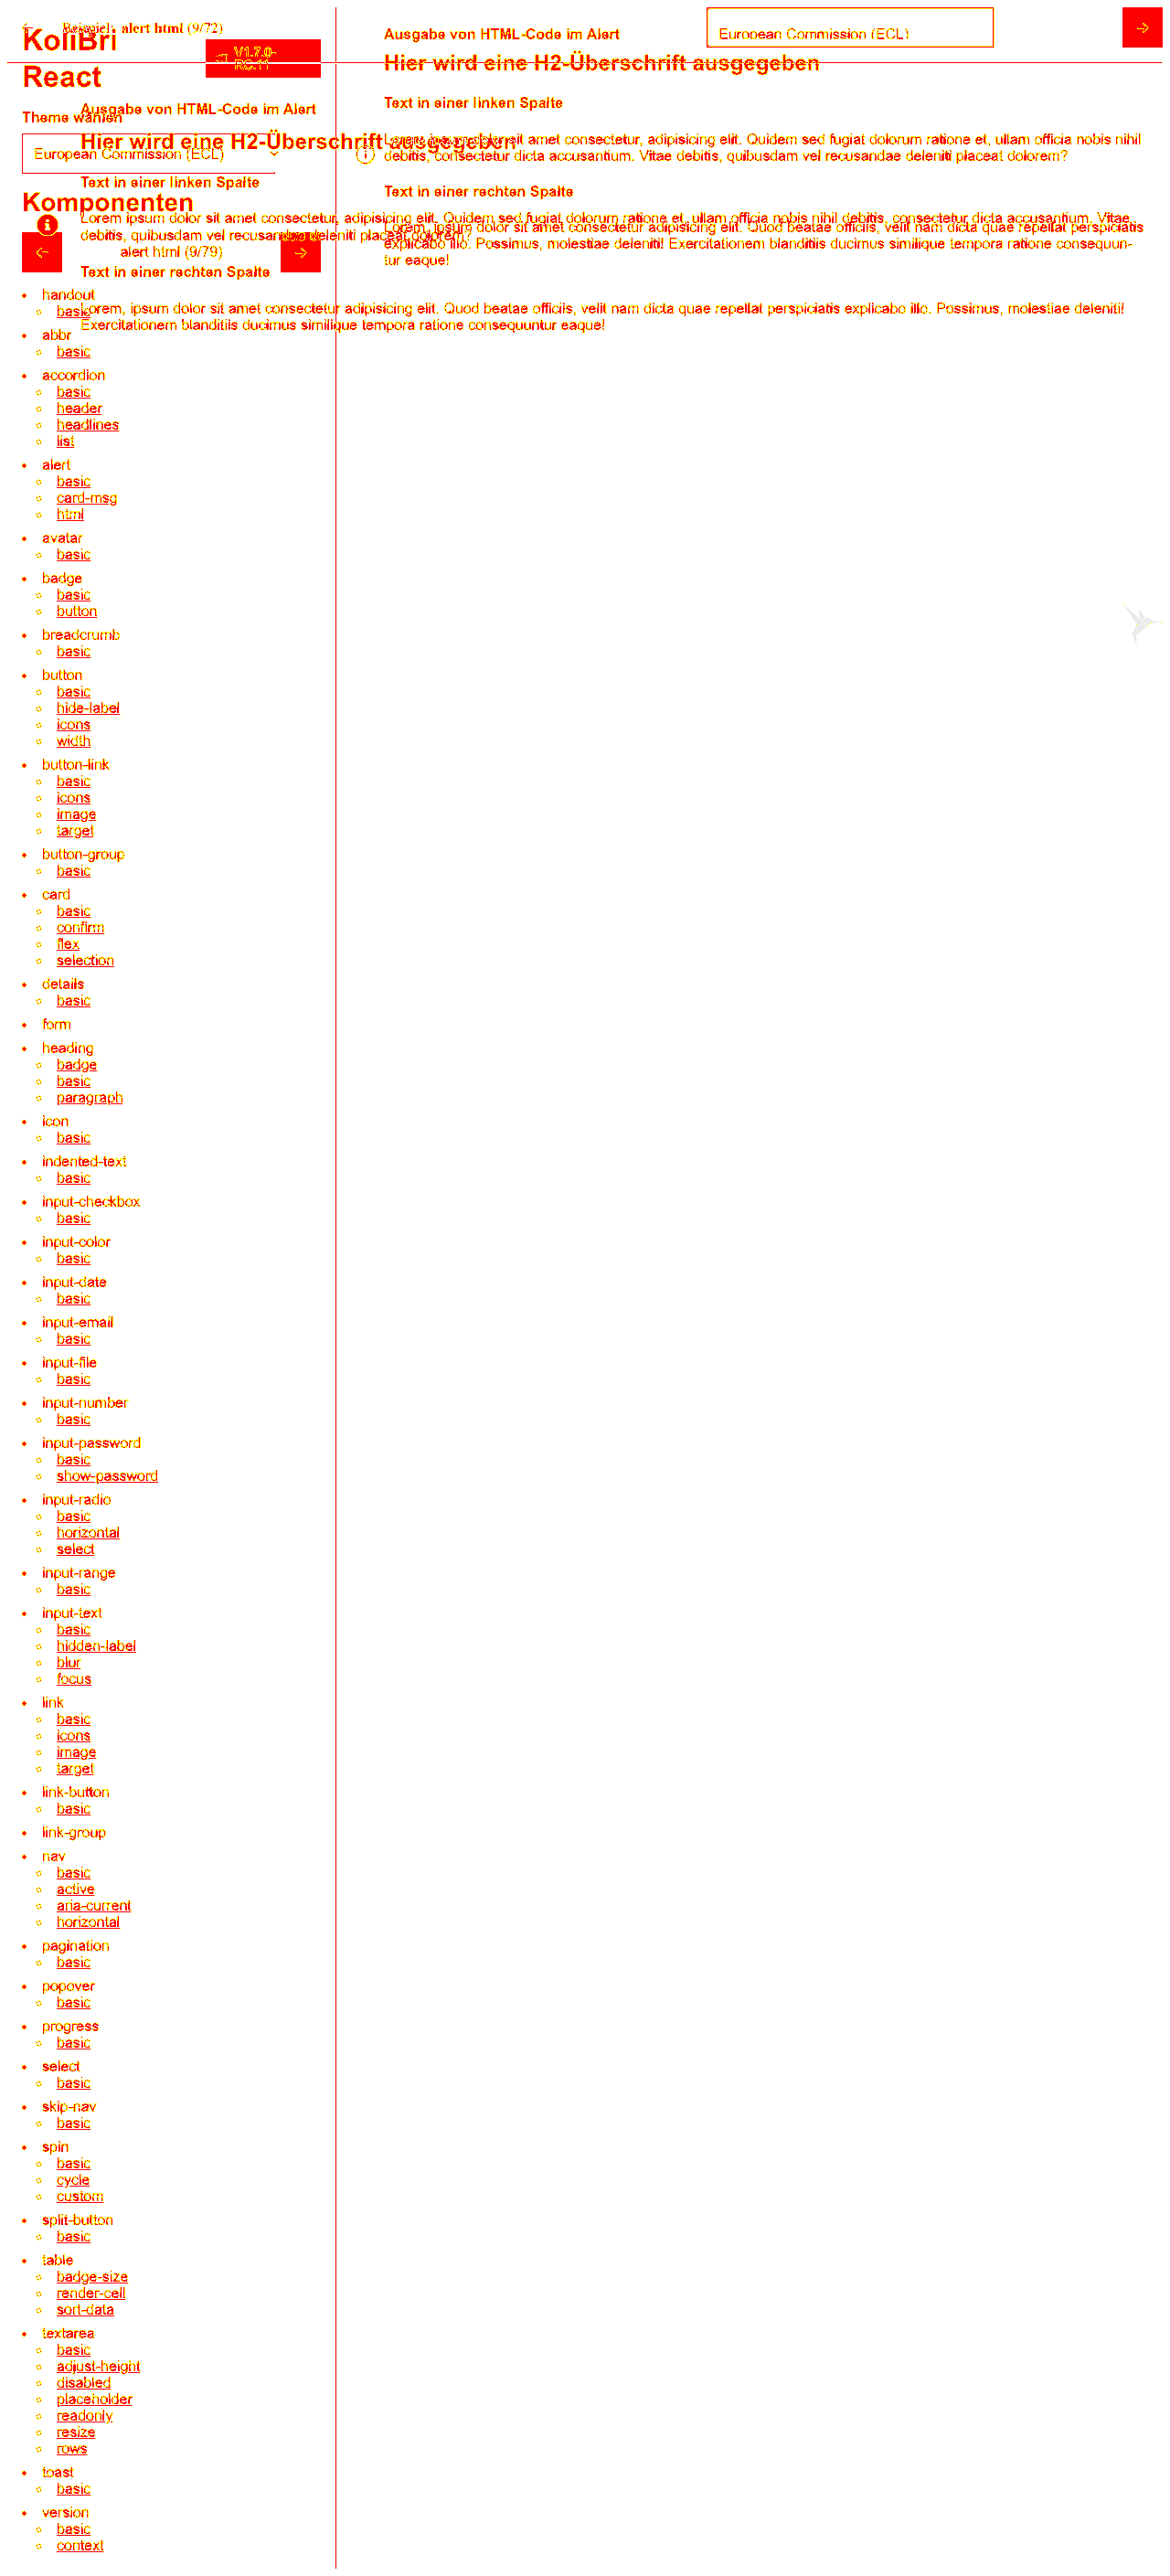 Beispiel: alert html (9/72)
KoliBri
React
V1.7.0-
RC.11
Ausgabe von HTML-Code im Alert
European Commission (ECL)
Hier wird eine H2-Überschrift ausgegeben
Text in einer linken Spalte
Lorem ipsum dolor sit amet consectetur, adipisicing elit. Quidem sed fugiat dolorum ratione et, ullam officia nobis nihil
debitis, consectetur dicta accusantium. Vitae debitis, quibusdam vel recusandae deleniti placeat dolorem?
Text in einer rechten Spalte
Lorem, ipsum dolor sit amet consectetur adipisicing elit. Quod beatae officiis, velit nam dicta quae repellat perspiciatis
explicabo illo. Possimus, molestiae deleniti! Exercitationem blanditiis ducimus similique tempora ratione consequun-
tur eaque!
Theme wählen
European Commission (ECL)
Komponenten
alert html (9/79)
Ausgabe von HTML-Code im Alert
Hier wird eine H2-Überschrift ausgegeben
Text in einer linken Spalte
Lorem ipsum dolor sit amet consectetur, adipisicing elit. Quidem sed fugiat dolorum ratione et, ullam officia nobis nihil debitis, consectetur dicta accusantium. Vitae
debitis, quibusdam vel recusandae deleniti placeat dolorem?
Text in einer rechten Spalte
Lorem, ipsum dolor sit amet consectetur adipisicing elit. Quod beatae officiis, velit nam dicta quae repellat perspiciatis explicabo illo. Possimus, molestiae deleniti!
Exercitationem blanditiis ducimus similique tempora ratione consequuntur eaque!
handout
basic
abbr
basic
accordion
basic
header
headlines
list
alert
basic
card-msg
html
avatar
basic
badge
basic
button
breadcrumb
basic
button
basic
hide-label
icons
width
button-link
basic
icons
image
target
button-group
basic
card
basic
confirm
flex
selection
details
basic
form
heading
badge
basic
paragraph
icon
basic
indented-text
basic
input-checkbox
basic
input-color
basic
input-date
basic
input-email
basic
input-file
basic
input-number
basic
input-password
basic
show-password
input-radio
basic
horizontal
select
input-range
basic
input-text
basic
hidden-label
blur
focus
link
basic
icons
image
target
link-button
basic
link-group
nav
basic
active
aria-current
horizontal
pagination
basic
popover
basic
progress
basic
select
basic
skip-nav
basic
spin
basic
cycle
custom
split-button
basic
table
badge-size
render-cell
sort-data
textarea
basic
adjust-height
disabled
placeholder
readonly
resize
rows
toast
basic
version
basic
context